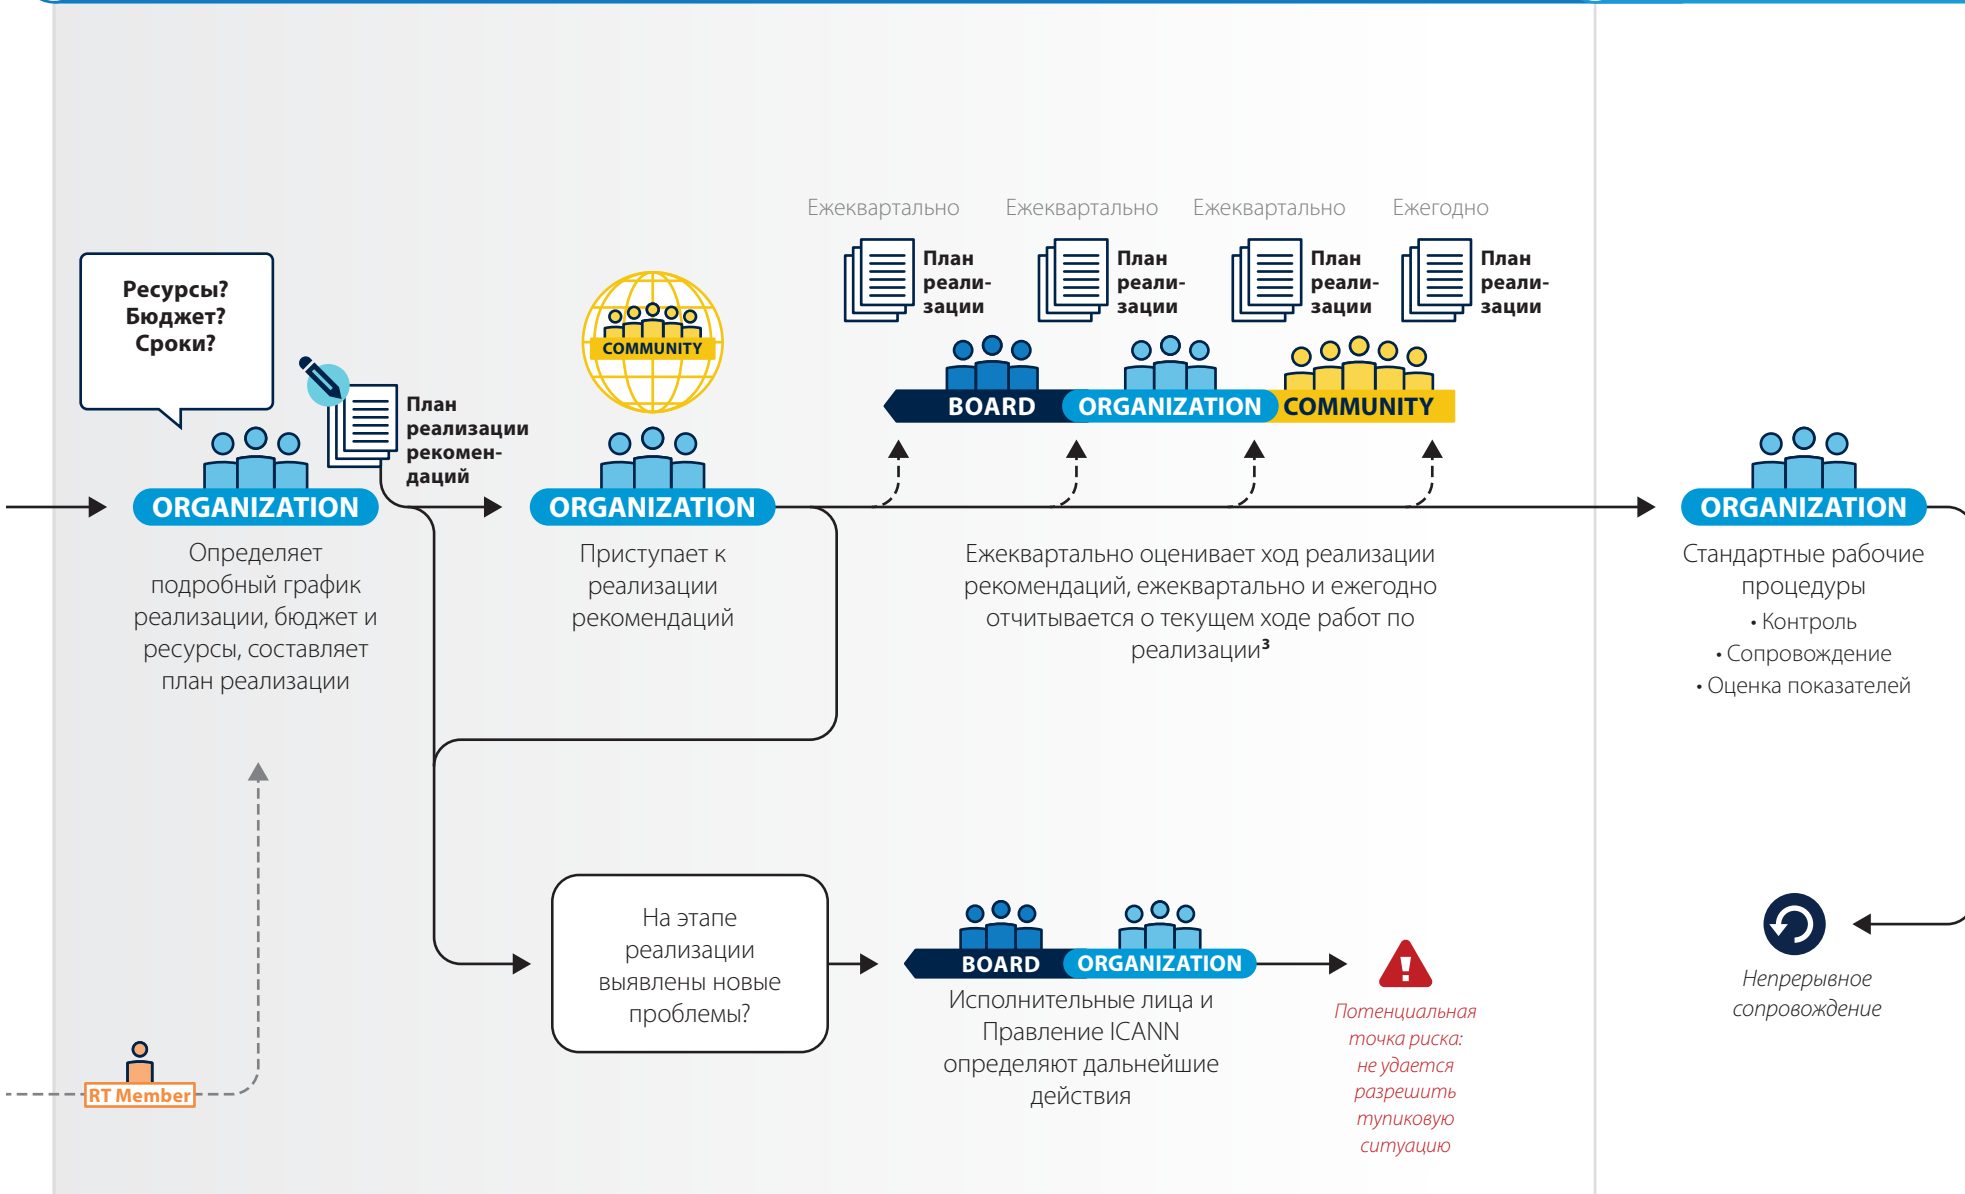 Ежеквартально
Ежеквартально
Ежеквартально
Ежегодно
План
реали-
зации
План
реали-
зации
План
реали-
зации
План
реали-
зации
Ресурсы?
Бюджет?
Сроки?
План
реализации
рекомен-
даций
COMMUNITY
BOARD
ORGANIZATION
COMMUNITY
ORGANIZATION
Определяет
подробный график
реализации, бюджет и
ресурсы, составляет
план реализации
ORGANIZATION
Приступает к
реализации
рекомендаций
Ежеквартально оценивает ход реализации
рекомендаций, ежеквартально и ежегодно
отчитывается о текущем ходе работ по
реализации³
ORGANIZATION
Стандартные рабочие
процедуры
• Контроль
• Сопровождение
• Оценка показателей
На этапе
реализации
выявлены новые
проблемы?
BOARD
ORGANIZATION
Исполнительные лица и
Правление ICANN
определяют дальнейшие
действия
Потенциальная
точка риска:
не удается
разрешить
тупиковую
ситуацию
Непрерывное
сопровождение
RT Member